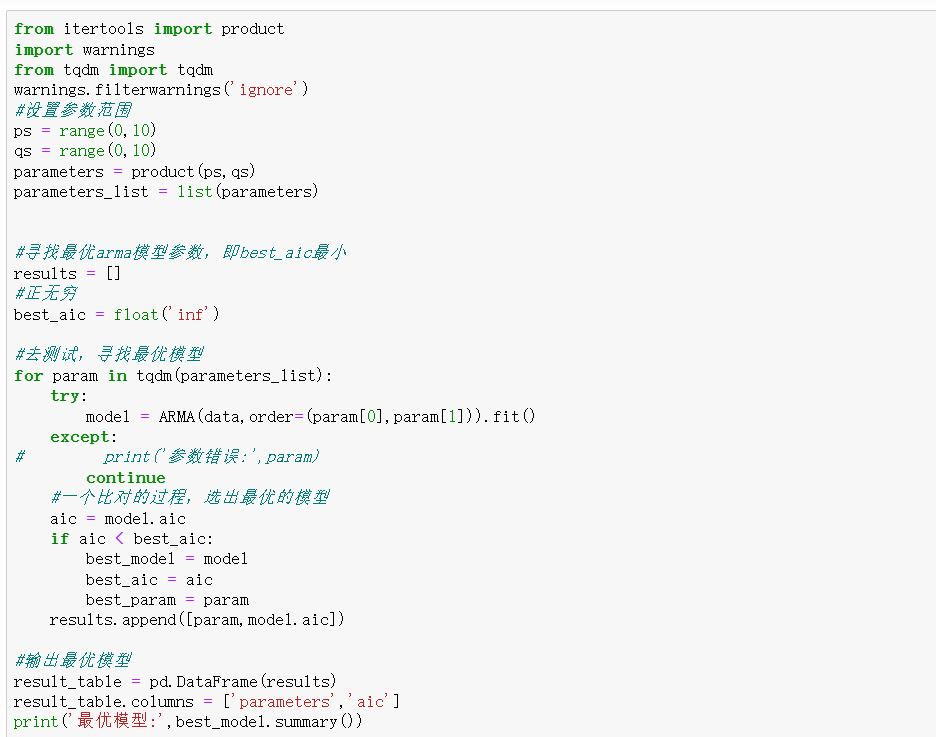 from itertools import product
import warnings
from tqdm import tqdm
warnings.filterwarnings('ignore')
#设置参数范围
ps = range(0,10)
qs = range(0,10)
parameters = product(ps,qs)
parameters_list = list(parameters)
#寻找最优arma模型参数，即best_aic最小
results = []
#正无穷
best_aic = float('inf')
#去测试，寻找最优模型
for param in tqdm(parameters_list):
    try:
        model = ARMA(data,order=(param[0],param[1])).fit()
    except:
#         print('参数错误:',param)
        continue
    #一个比对的过程，选出最优的模型
    aic = model.aic
    if aic < best_aic:
        best_model = model
        best_aic = aic
        best_param = param
    results.append([param,model.aic])
#输出最优模型
result_table = pd.DataFrame(results)
result_table.columns = ['parameters','aic']
print('最优模型:',best_model.summary())